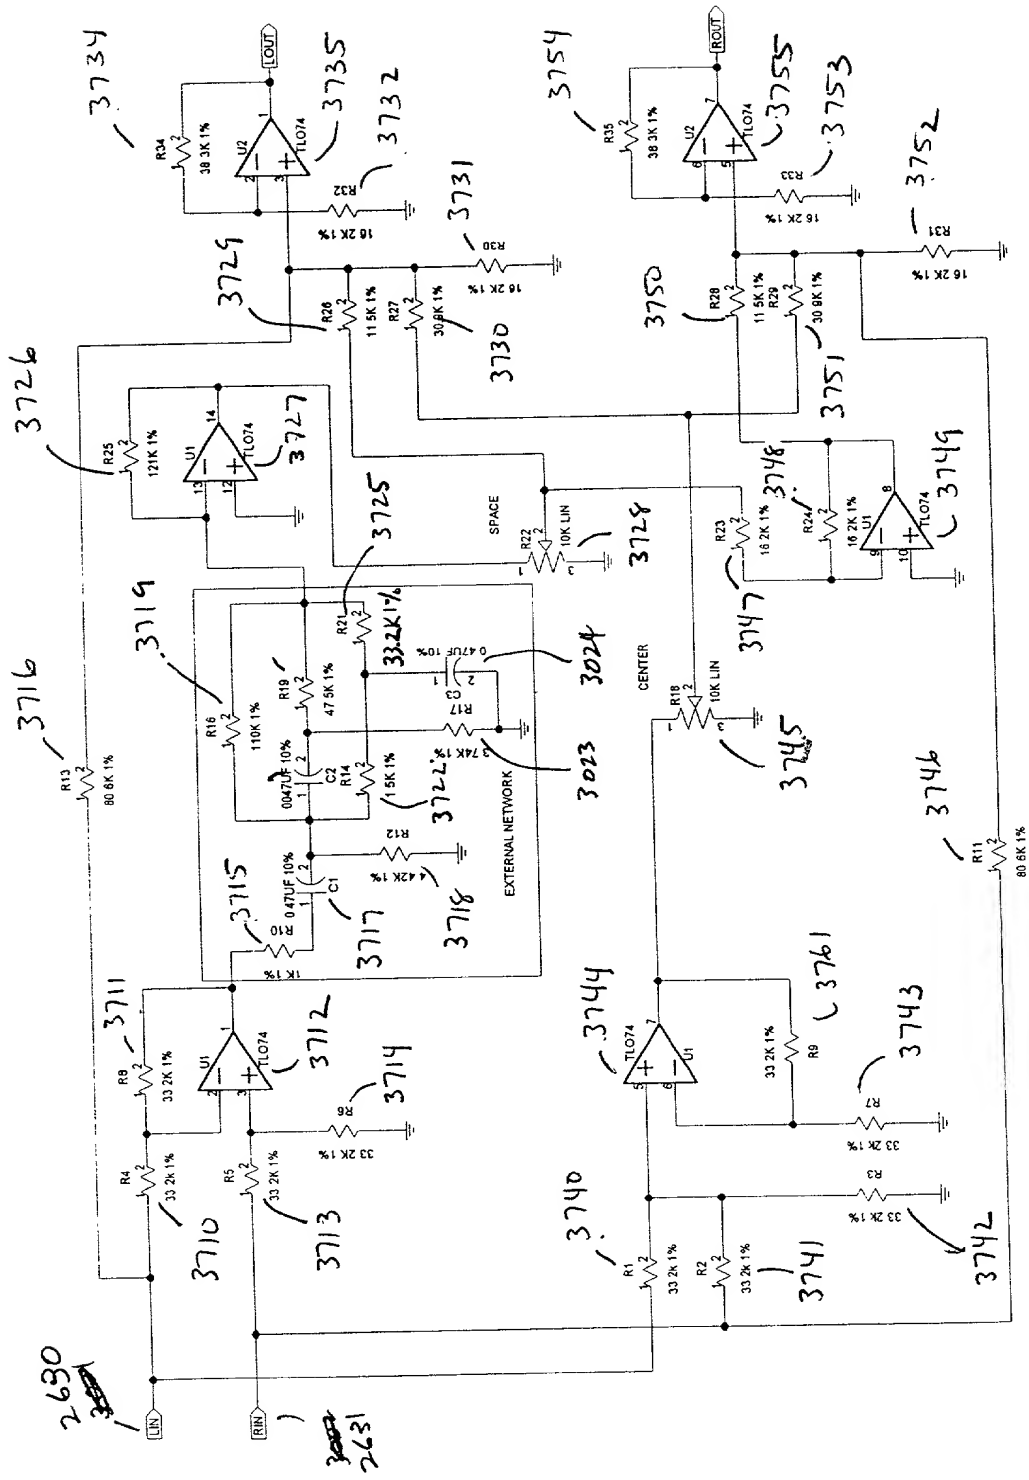 3734
LOUT
R34
38 3K 1%
U2
TLO74
3735
3732
R32
16 2K 1%
3731
R30
16 2K 1%
3729
R26
11 5K 1%
R27
30 9K 1%
3730
3754
ROUT
R35
38 3K 1%
U2
TLO74
3755
3753
R33
16 2K 1%
3752
R31
16 2K 1%
3750
R28
11 5K 1%
R29
30 9K 1%
3751
3726
R25
121K 1%
U1
TLO74
3727
3725
SPACE
R22
10K LIN
3728
R23
16 2K 1%
3747
3748
R24
16 2K 1%
U1
TLO74
3749
3716
R13
80 6K 1%
3719
R16
110K 1%
R19
47 5K 1%
R21
33.2K 1%
0 47UF 10%
C3
3024
R17
3 74K 1%
3023
0047UF 10%
C2
R14
1 5K 1%
3722
R12
4 42K 1%
3718
EXTERNAL NETWORK
0 47UF 10%
C1
3717
3715
R10
1K 1%
CENTER
R18
10K LIN
3745
3746
R11
80 6K 1%
3711
R8
33 2K 1%
U1
TLO74
3712
3714
R6
33 2K 1%
R4
33 2k 1%
3710
R5
33 2K 1%
3713
3744
TLO74
U1
3761
33 2K 1%
R9
3743
R7
33 2K 1%
3740
R1
33 2k 1%
R2
33 2k 1%
3741
R3
33 2K 1%
3742
2630
LIN
RIN
2631